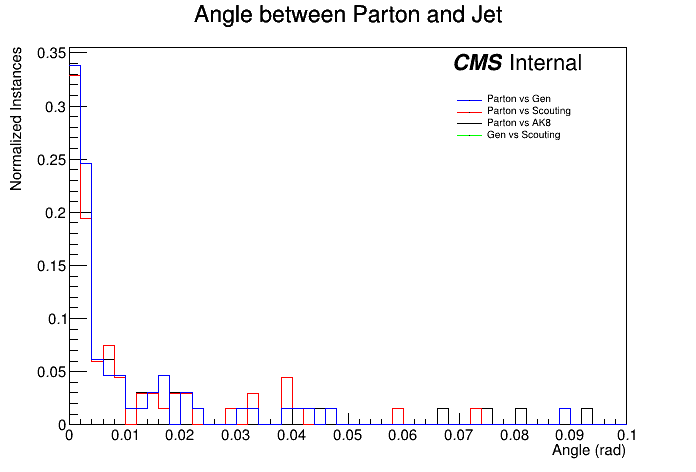 Angle between Parton and Jet
Normalized Instances
CMS Internal
Parton vs Gen
Parton vs Scouting
Parton vs AK8
Gen vs Scouting
0.35
0.3
0.25
0.2
0.15
0.1
0.05
0
0 0.01 0.02 0.03 0.04 0.05 0.06 0.07 0.08 0.09 0.1
Angle (rad)